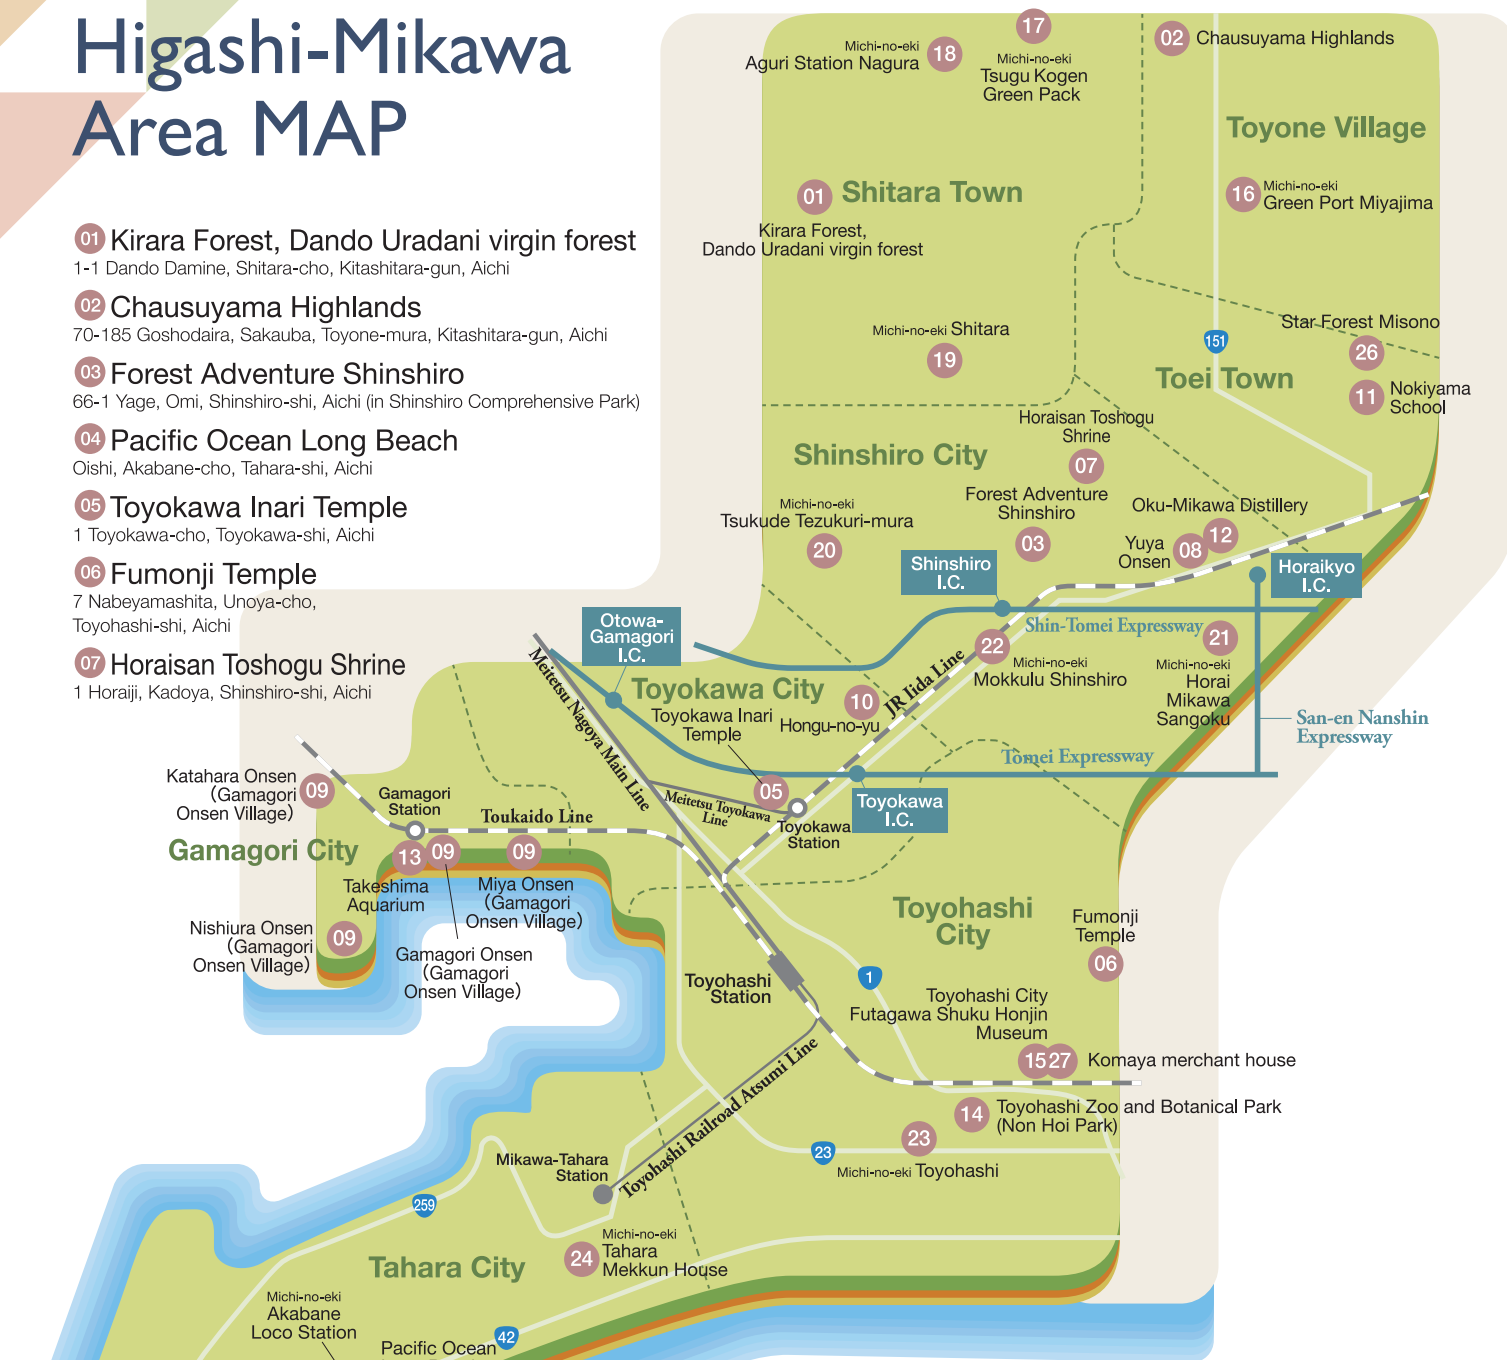 Higashi-Mikawa
Area MAP
01 Kirara Forest, Dando Uradani virgin forest
1-1 Dando Damine, Shitara-cho, Kitashitara-gun, Aichi
02 Chausuyama Highlands
70-185 Goshodaira, Sakauba, Toyone-mura, Kitashitara-gun, Aichi
03 Forest Adventure Shinshiro
66-1 Yage, Omi, Shinshiro-shi, Aichi (in Shinshiro Comprehensive Park)
04 Pacific Ocean Long Beach
Oishi, Akabane-cho, Tahara-shi, Aichi
05 Toyokawa Inari Temple
1 Toyokawa-cho, Toyokawa-shi, Aichi
06 Fumonji Temple
7 Nabeyamashita, Unoya-cho,
Toyohashi-shi, Aichi
07 Horaisan Toshogu Shrine
1 Horaiji, Kadoya, Shinshiro-shi, Aichi
Michi-no-eki
Aguri Station Nagura
18
17
Michi-no-eki
Tsugu Kogen
Green Pack
02 Chausuyama Highlands
Toyone Village
16
Michi-no-eki
Green Port Miyajima
01 Shitara Town
Kirara Forest,
Dando Uradani virgin forest
Michi-no-eki Shitara
19
151
Star Forest Misono
26
Toei Town
11
Nokiyama
School
Horaisan Toshogu
Shrine
07
Shinshiro City
Michi-no-eki
Tsukude Tezukuri-mura
20
Forest Adventure
Shinshiro
03
Oku-Mikawa Distillery
12
Yuya
Onsen
08
Shinshiro
I.C.
Horaikyo
I.C.
Otowa-
Gamagori
I.C.
Shin-Tomei Expressway
21
Michi-no-eki
Horai
Mikawa
Sangoku
22
Michi-no-eki
Mokkulu Shinshiro
JR Iida Line
Meitetsu Nagoya Main Line
Toyokawa City
Toyokawa Inari
Temple
10
Hongu-no-yu
San-en Nanshin
Expressway
Tomei Expressway
05
Meitetsu Toyokawa
Line
Toyokawa
Station
Toyokawa
I.C.
Katahara Onsen
(Gamagori
Onsen Village)
09
Gamagori
Station
Toukaido Line
Gamagori City
13
09
09
Takeshima
Aquarium
Miya Onsen
(Gamagori
Onsen Village)
Nishiura Onsen
(Gamagori
Onsen Village)
09
Gamagori Onsen
(Gamagori
Onsen Village)
Toyohashi
City
Fumonji
Temple
06
Toyohashi
Station
1
Toyohashi City
Futagawa Shuku Honjin
Museum
15 27 Komaya merchant house
14
Toyohashi Zoo and Botanical Park
(Non Hoi Park)
23
23
Michi-no-eki Toyohashi
Toyohashi Railroad Atsumi Line
Mikawa-Tahara
Station
259
24
Michi-no-eki
Tahara
Mekkun House
Tahara City
Michi-no-eki
Akabane
Loco Station
42
Pacific Ocean